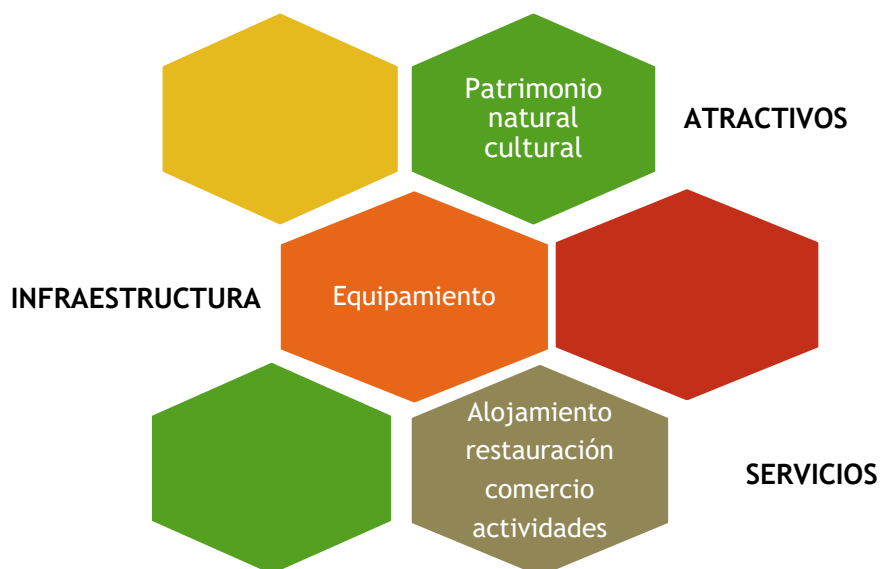 Patrimonio
natural
cultural
ATRACTIVOS
INFRAESTRUCTURA
Equipamiento
Alojamiento
restauración
comercio
actividades
SERVICIOS